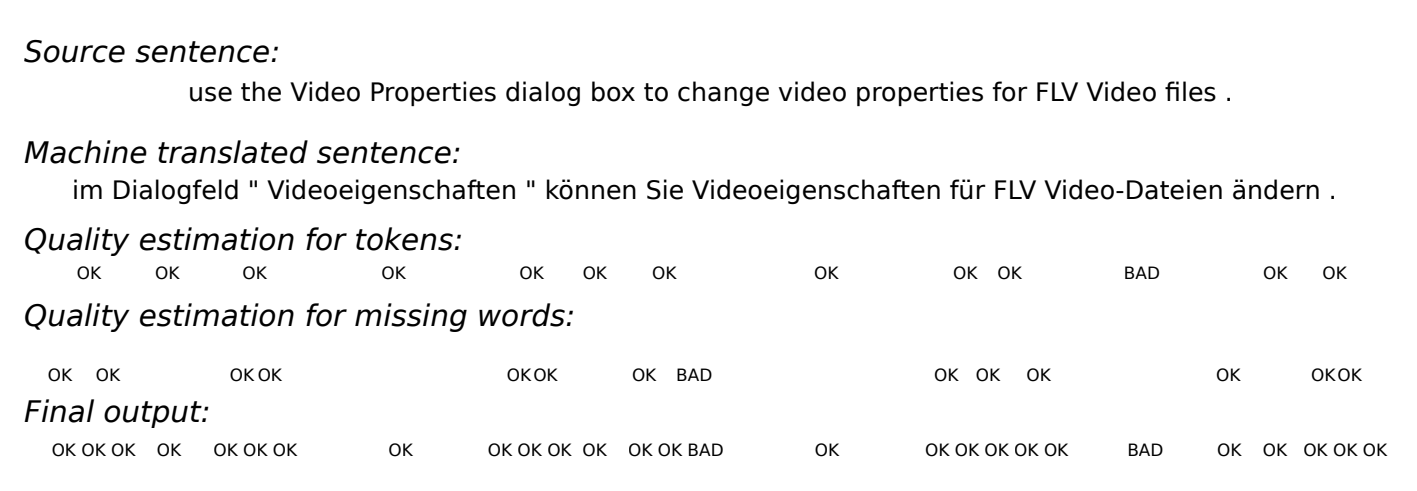 Source sentence:
use the Video Properties dialog box to change video properties for FLV Video files .
Machine translated sentence:
im Dialogfeld " Videoeigenschaften " können Sie Videoeigenschaften für FLV Video-Dateien ändern .
Quality estimation for tokens:
OK OK OK OK OK OK OK OK OK OK BAD OK OK
Quality estimation for missing words:
OK OK OK OK OK OK OK BAD OK OK OK OK OK OK
Final output:
OK OK OK OK OK OK OK OK OK OK OK OK OK OK BAD OK OK OK OK OK OK BAD OK OK OK OK OK